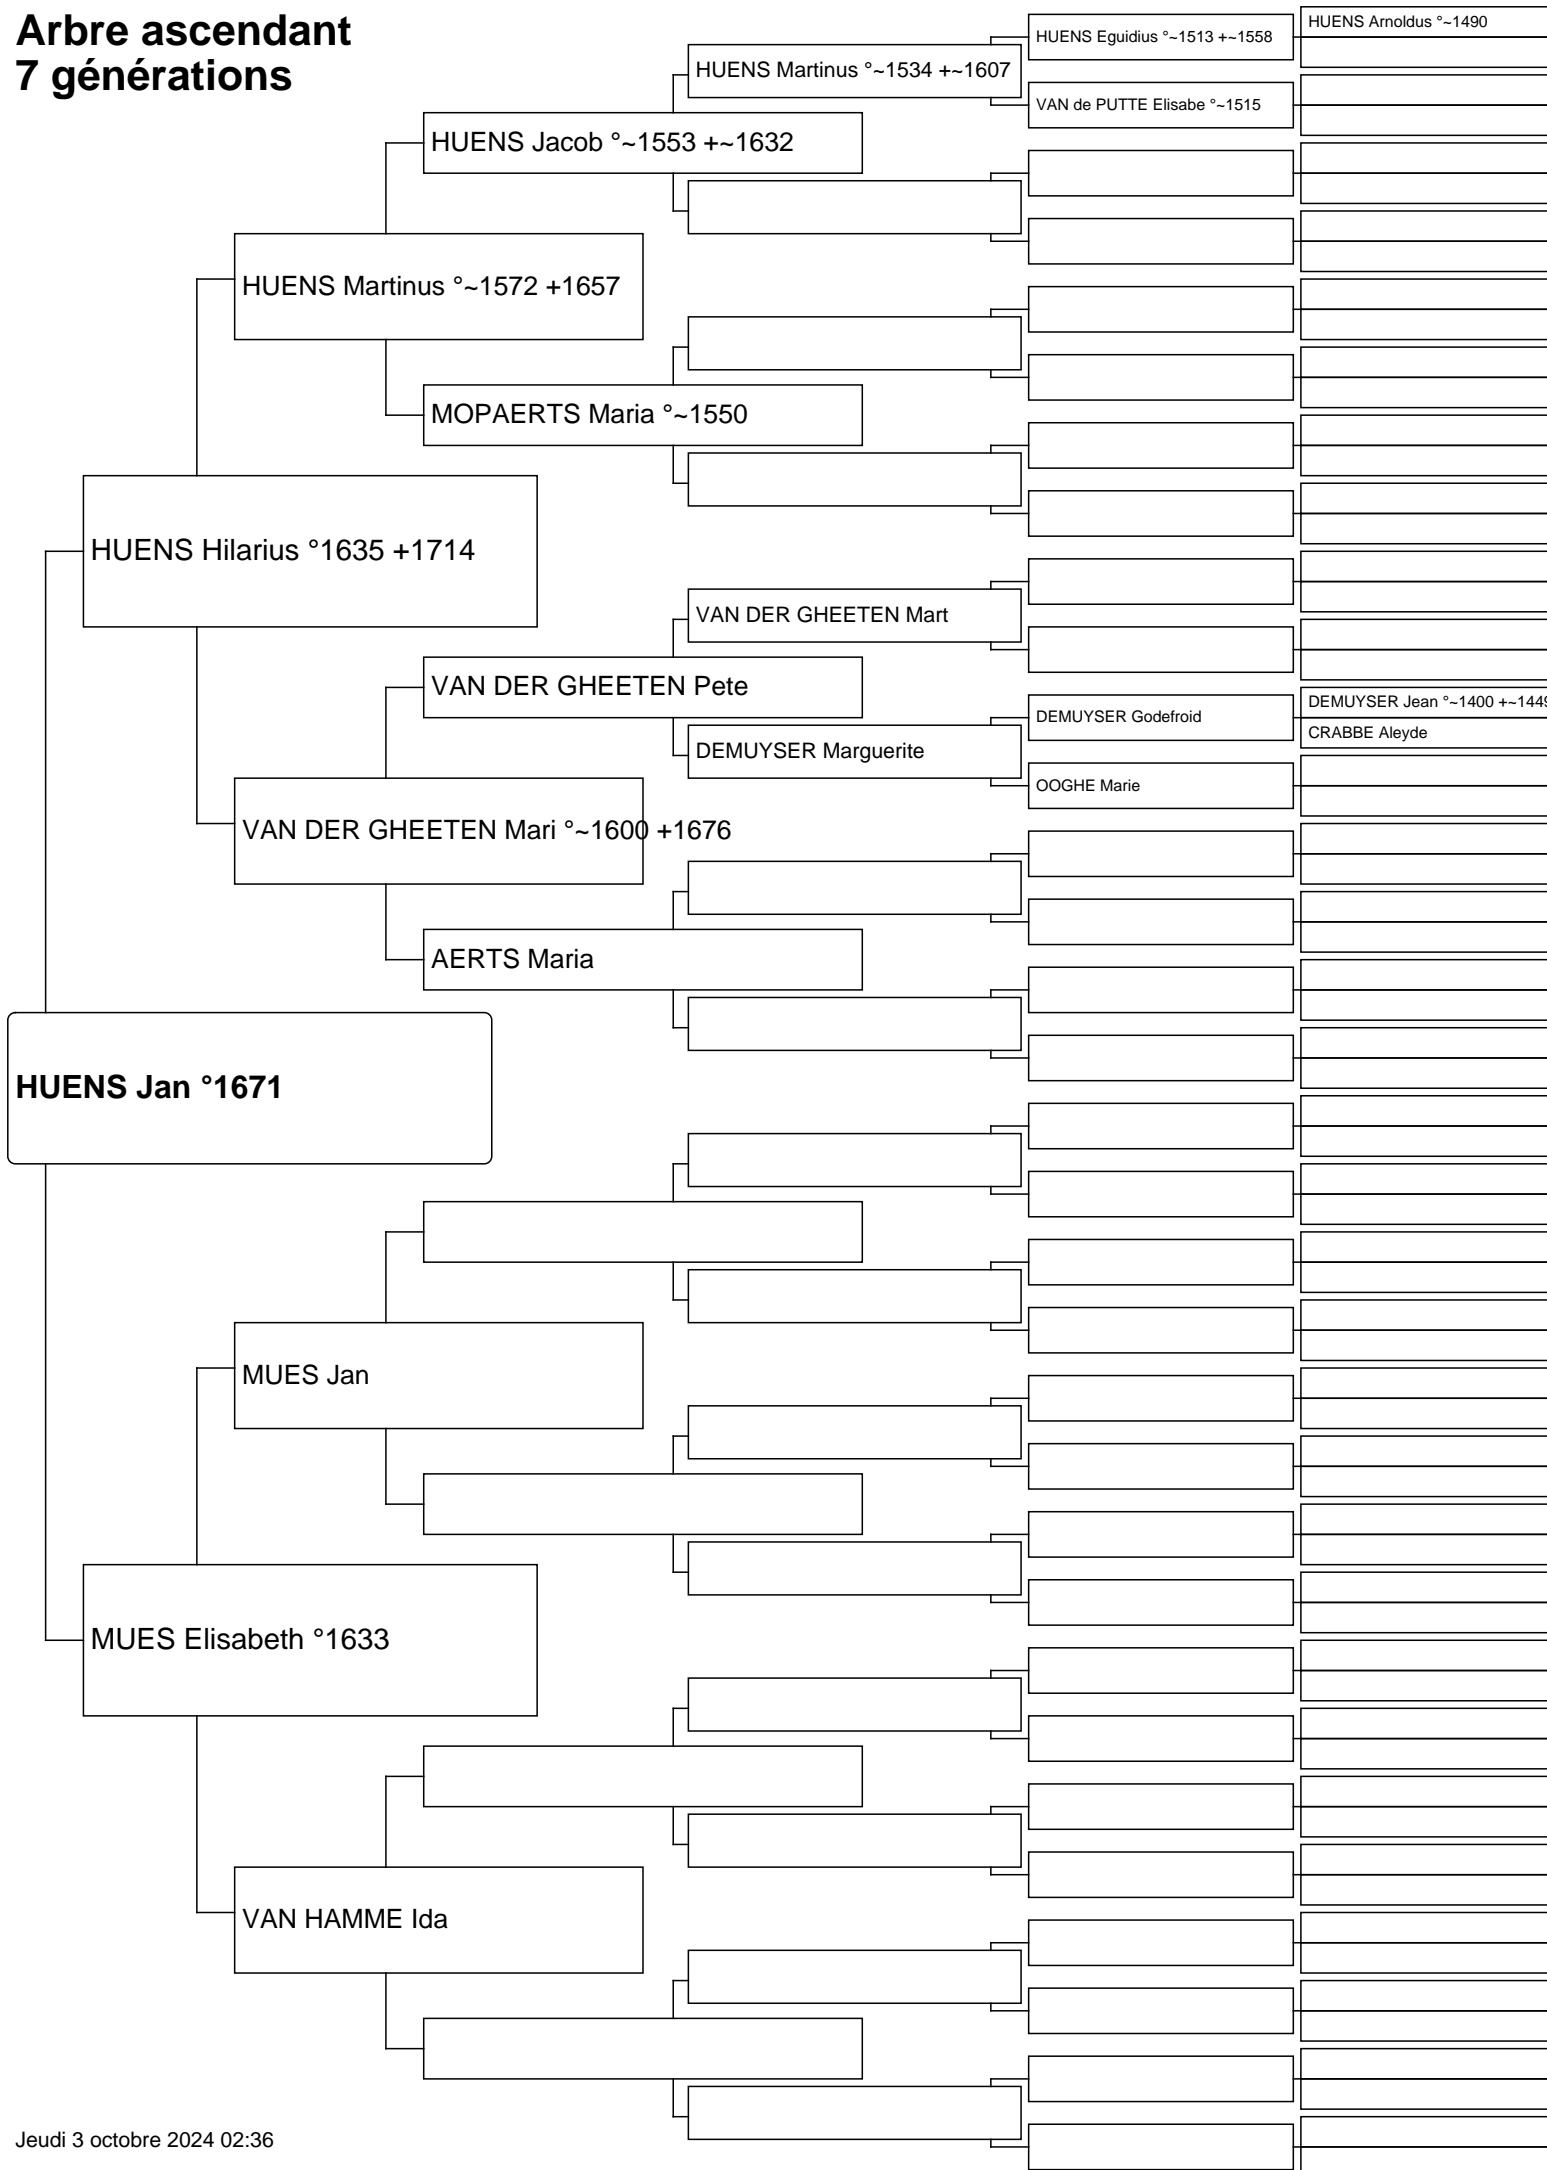 Arbre ascendant
7 générations
HUENS Arnoldus °~1490
HUENS Eguidius °~1513 +~1558
HUENS Martinus °~1534 +~1607
VAN de PUTTE Elisabe °~1515
HUENS Jacob °~1553 +~1632
HUENS Martinus °~1572 +1657
MOPAERTS Maria °~1550
HUENS Hilarius °1635 +1714
VAN DER GHEETEN Mart
VAN DER GHEETEN Pete
DEMUYSER Jean °~1400 +~1449
DEMUYSER Godefroid
CRABBE Aleyde
DEMUYSER Marguerite
OOGHE Marie
VAN DER GHEETEN Mari °~1600 +1676
AERTS Maria
HUENS Jan °1671
MUES Jan
MUES Elisabeth °1633
VAN HAMME Ida
Jeudi 3 octobre 2024 02:36